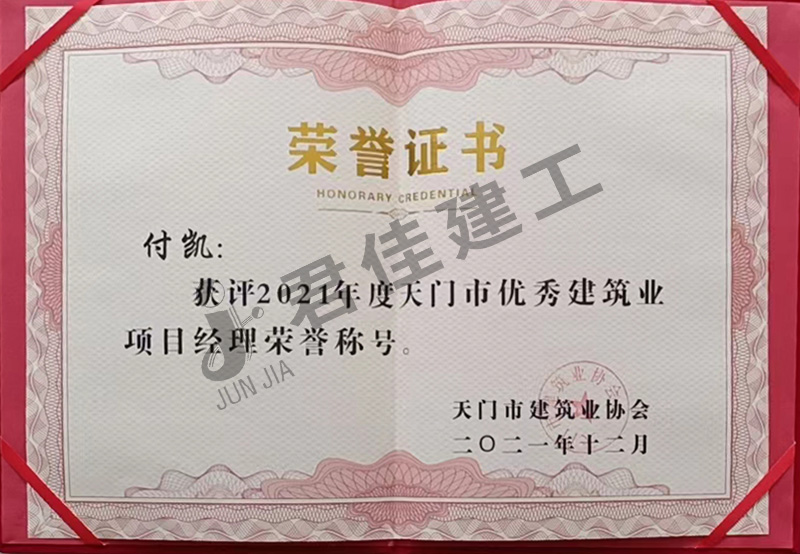 荣誉证书
HONORARY CREDENTIAL
付凯：
获评2021年度天门市优秀建筑业
项目经理荣誉称号。
天门市建筑业协会
二〇二一年十二月
君佳建工
JUN JIA